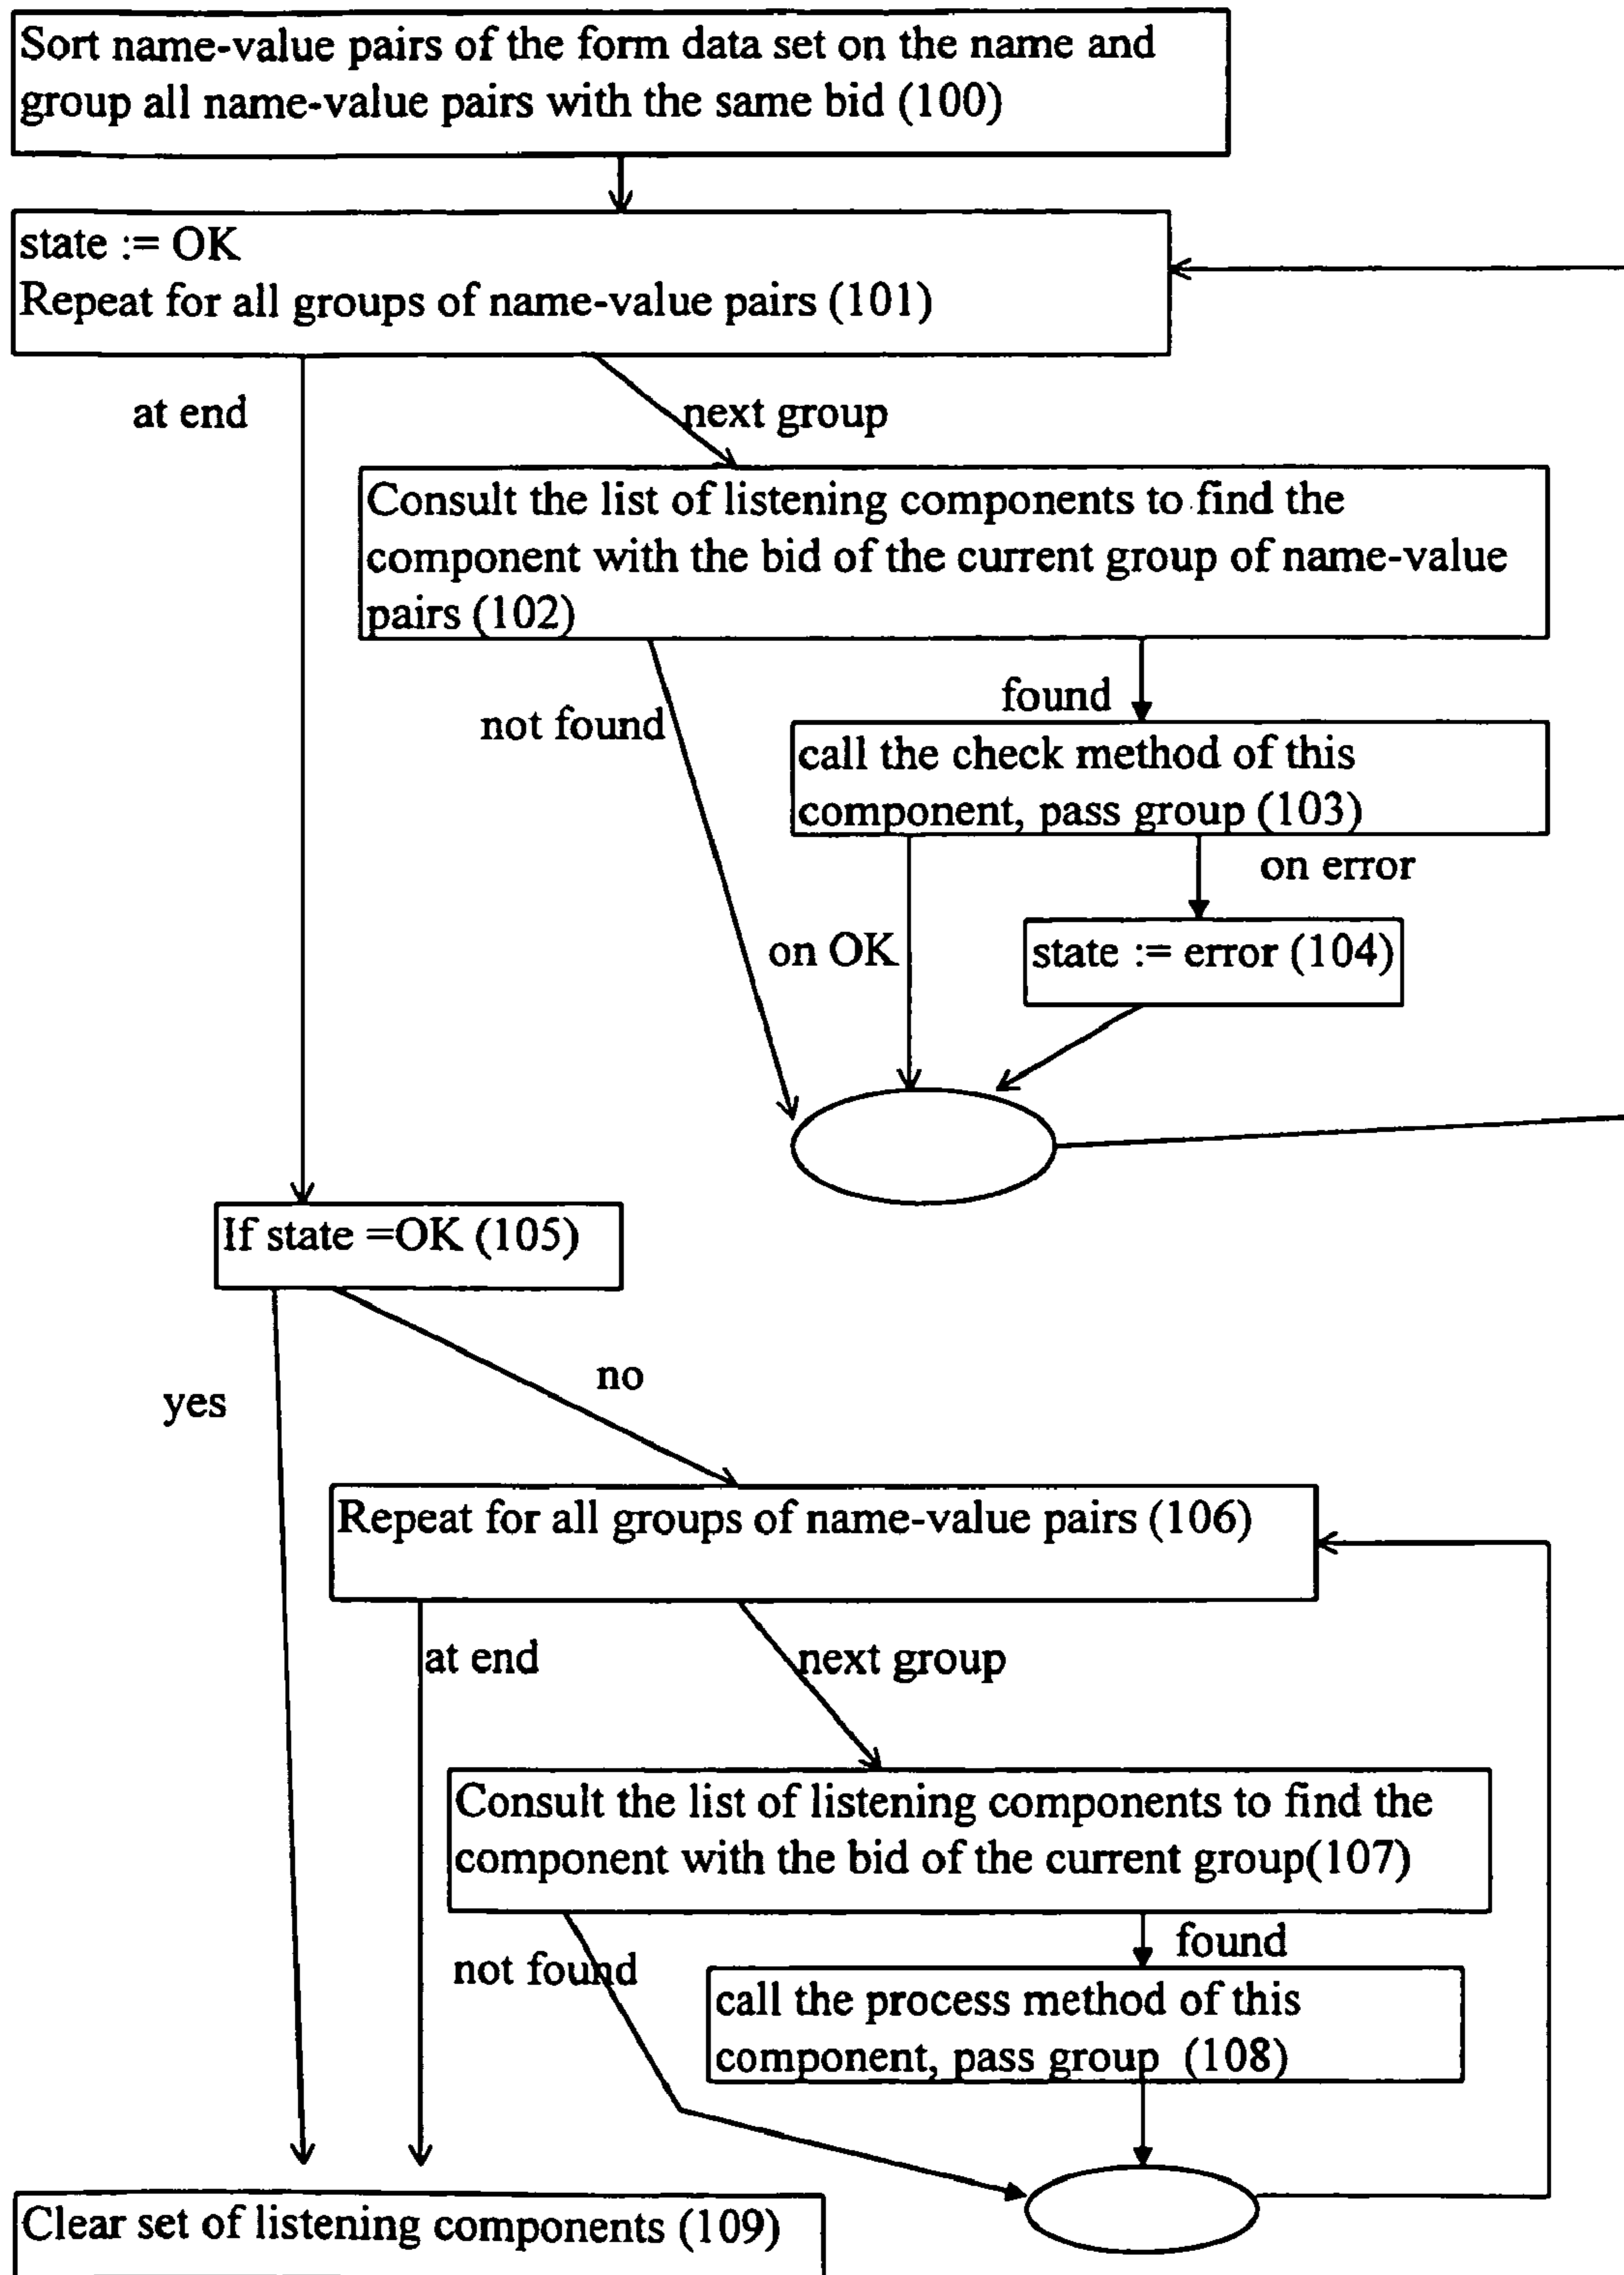 Sort name-value pairs of the form data set on the name and
group all name-value pairs with the same bid (100)
state := OK
Repeat for all groups of name-value pairs (101)
at end
next group
Consult the list of listening components to find the
component with the bid of the current group of name-value
pairs (102)
found
not found
call the check method of this
component, pass group (103)
on error
on OK
state := error (104)
If state =OK (105)
no
yes
Repeat for all groups of name-value pairs (106)
at end
next group
Consult the list of listening components to find the
component with the bid of the current group(107)
found
not found
call the process method of this
component, pass group (108)
Clear set of listening components (109)